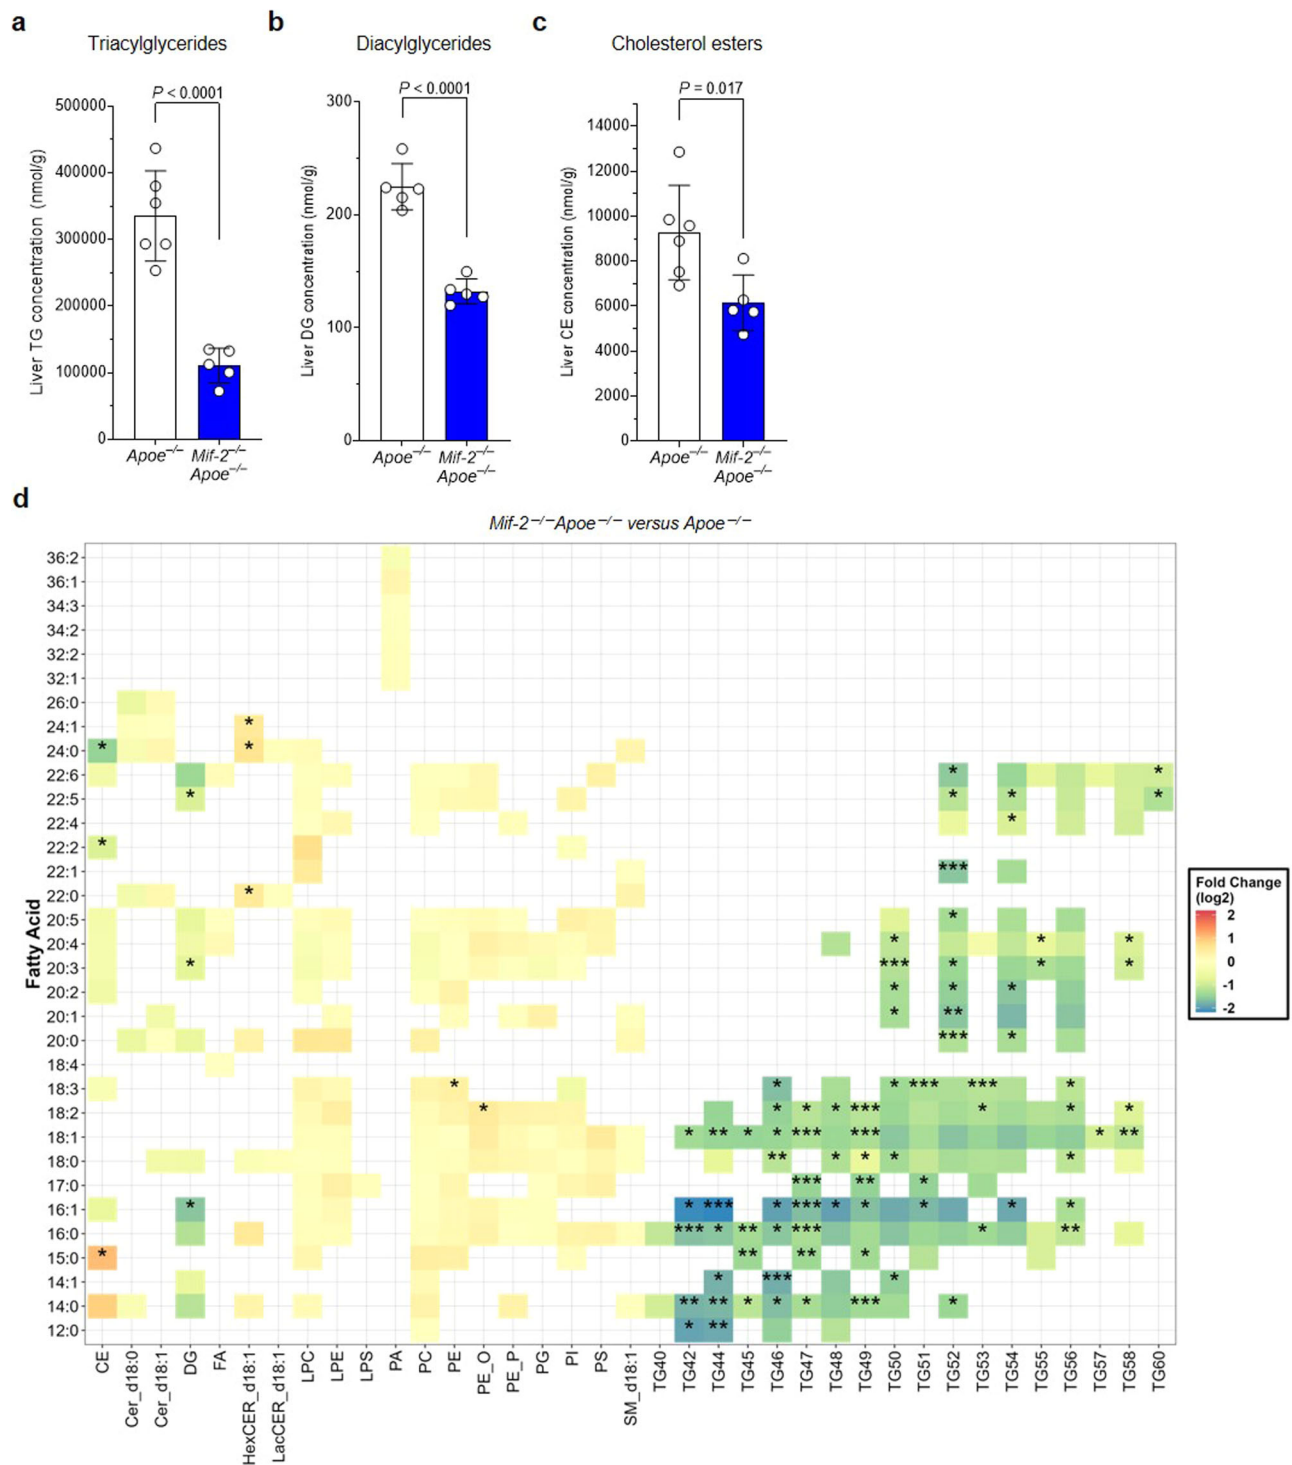 a
Triacylglycerides
P < 0.0001
Liver TG concentration (nmol/g)
500000
400000
300000
200000
100000
0
Apoe−/−
Mif-2−/−
Apoe−/−
b
Diacylglycerides
P < 0.0001
Liver DG concentration (nmol/g)
300
200
100
0
Apoe−/−
Mif-2−/−
Apoe−/−
c
Cholesterol esters
P = 0.017
Liver CE concentration (nmol/g)
14000
12000
10000
8000
6000
4000
2000
0
Apoe−/−
Mif-2−/−
Apoe−/−
d
Mif-2−/−Apoe−/− versus Apoe−/−
Fatty Acid
36:2
36:1
34:3
34:2
32:2
32:1
26:0
24:1 *
24:0 * *
22:6 * *
22:5 * * * *
22:4 *
22:2 *
22:1 ***
22:0 *
20:5 *
20:4 * * *
20:3 * *** * * *
20:2 * * *
20:1 * **
20:0 *** *
18:4
18:3 * * * *** *** *
18:2 * * * * *** * * *
18:1 * ** * * *** *** * **
18:0 ** * * * *
17:0 *** ** *
16:1 * * *** * *** * * * * *
16:0 *** * ** * *** * **
15:0 * ** ** *
14:1 * *** *
14:0 ** ** * * * *** *
12:0 * **
CE
Cer_d18:0
Cer_d18:1
DG
FA
HexCER_d18:1
LacCER_d18:1
LPC
LPE
LPS
PA
PC
PE
PE_O
PE_P
PG
PI
PS
SM_d18:1
TG40
TG42
TG44
TG45
TG46
TG47
TG48
TG49
TG50
TG51
TG52
TG53
TG54
TG55
TG56
TG57
TG58
TG60
Fold Change
(log2)
2
1
0
-1
-2